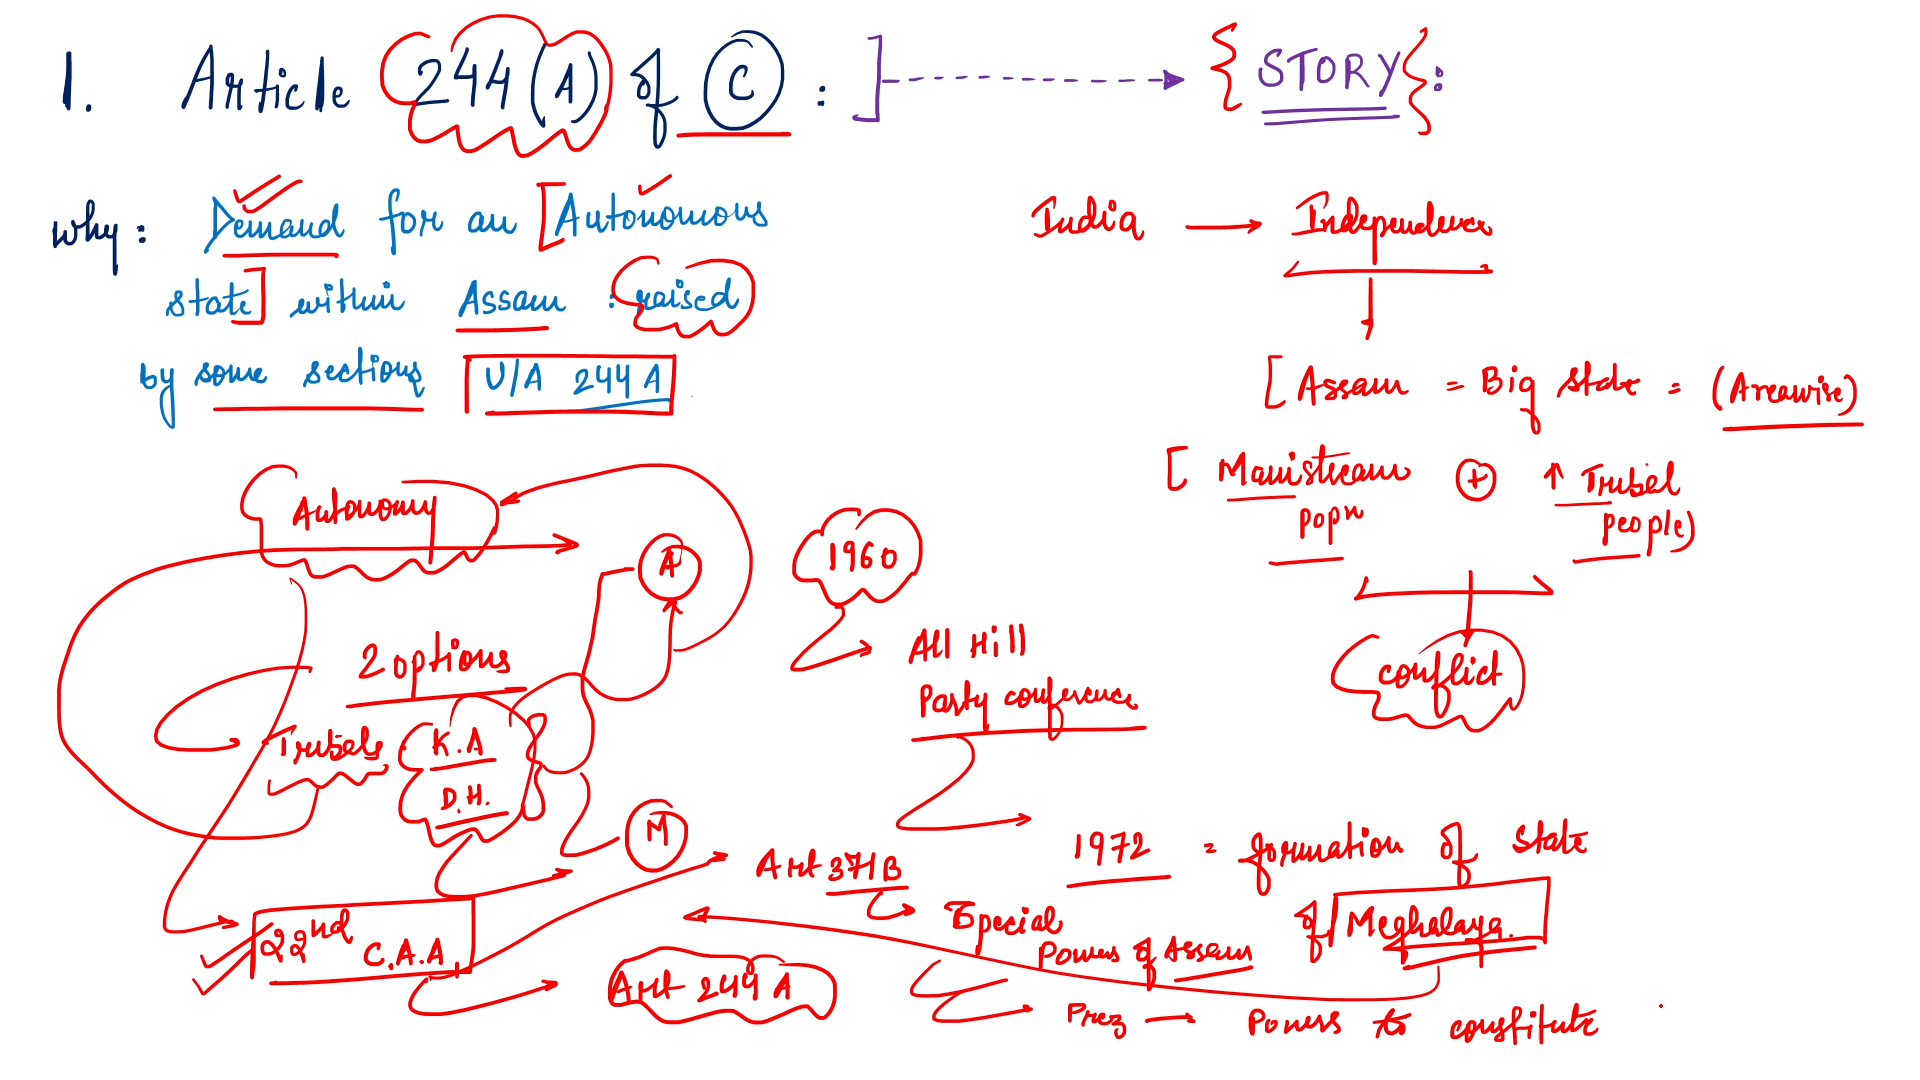 1. Article 244(A) of C : ] { STORY } :
Why : Demand for an [Autonomous
state] within Assam : raised
by some sections U/A 244 A
India → Independence
[ Assam = Big state = (Areawise)
[ Mainstream + ↑ Tribal
popn people)
conflict
Autonomy
A
1960
All Hill
Party conference
2 options
Tribals : K.A
D.H.
M
1972 = formation of state
of Meghalaya.
22nd
C.A.A.
Art 371B
Special
Powers of Assam
Art 244 A
Prez → Powers to constitute